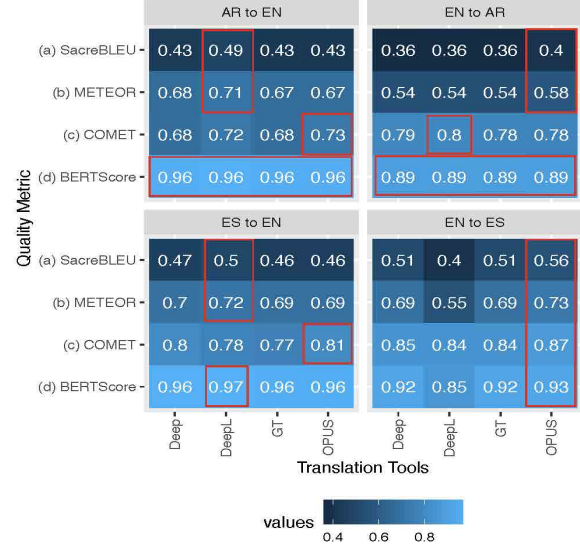 AR to EN EN to AR
(a) SacreBLEU 0.43 0.49 0.43 0.43 0.36 0.36 0.36 0.4
(b) METEOR 0.68 0.71 0.67 0.67 0.54 0.54 0.54 0.58
(c) COMET 0.68 0.72 0.68 0.73 0.79 0.8 0.78 0.78
(d) BERTScore 0.96 0.96 0.96 0.96 0.89 0.89 0.89 0.89
Quality Metric
ES to EN EN to ES
(a) SacreBLEU 0.47 0.5 0.46 0.46 0.51 0.4 0.51 0.56
(b) METEOR 0.7 0.72 0.69 0.69 0.69 0.55 0.69 0.73
(c) COMET 0.8 0.78 0.77 0.81 0.85 0.84 0.84 0.87
(d) BERTScore 0.96 0.97 0.96 0.96 0.92 0.85 0.92 0.93
Deep DeepL GT OPUS Deep DeepL GT OPUS
Translation Tools
values
0.4 0.6 0.8